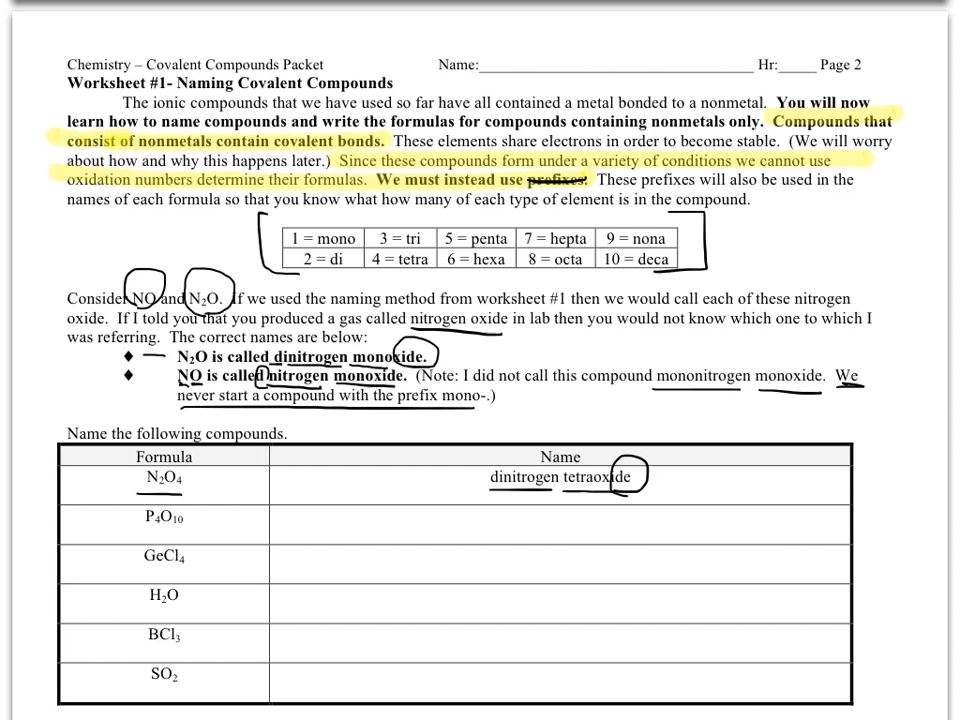 Chemistry – Covalent Compounds Packet Name:____________________ Hr:_____ Page 2
Worksheet #1- Naming Covalent Compounds
The ionic compounds that we have used so far have all contained a metal bonded to a nonmetal. You will now
learn how to name compounds and write the formulas for compounds containing nonmetals only. Compounds that
consist of nonmetals contain covalent bonds. These elements share electrons in order to become stable. (We will worry
about how and why this happens later.) Since these compounds form under a variety of conditions we cannot use
oxidation numbers determine their formulas. We must instead use prefixes. These prefixes will also be used in the
names of each formula so that you know what how many of each type of element is in the compound.
1 = mono 3 = tri 5 = penta 7 = hepta 9 = nona
2 = di 4 = tetra 6 = hexa 8 = octa 10 = deca
Consider NO and N₂O. If we used the naming method from worksheet #1 then we would call each of these nitrogen
oxide. If I told you that you produced a gas called nitrogen oxide in lab then you would not know which one to which I
was referring. The correct names are below:
♦ N₂O is called dinitrogen monoxide.
♦ NO is called nitrogen monoxide. (Note: I did not call this compound mononitrogen monoxide. We
never start a compound with the prefix mono-.)
Name the following compounds.
Formula Name
N₂O₄ dinitrogen tetraoxide
P₄O₁₀
GeCl₄
H₂O
BCl₃
SO₂